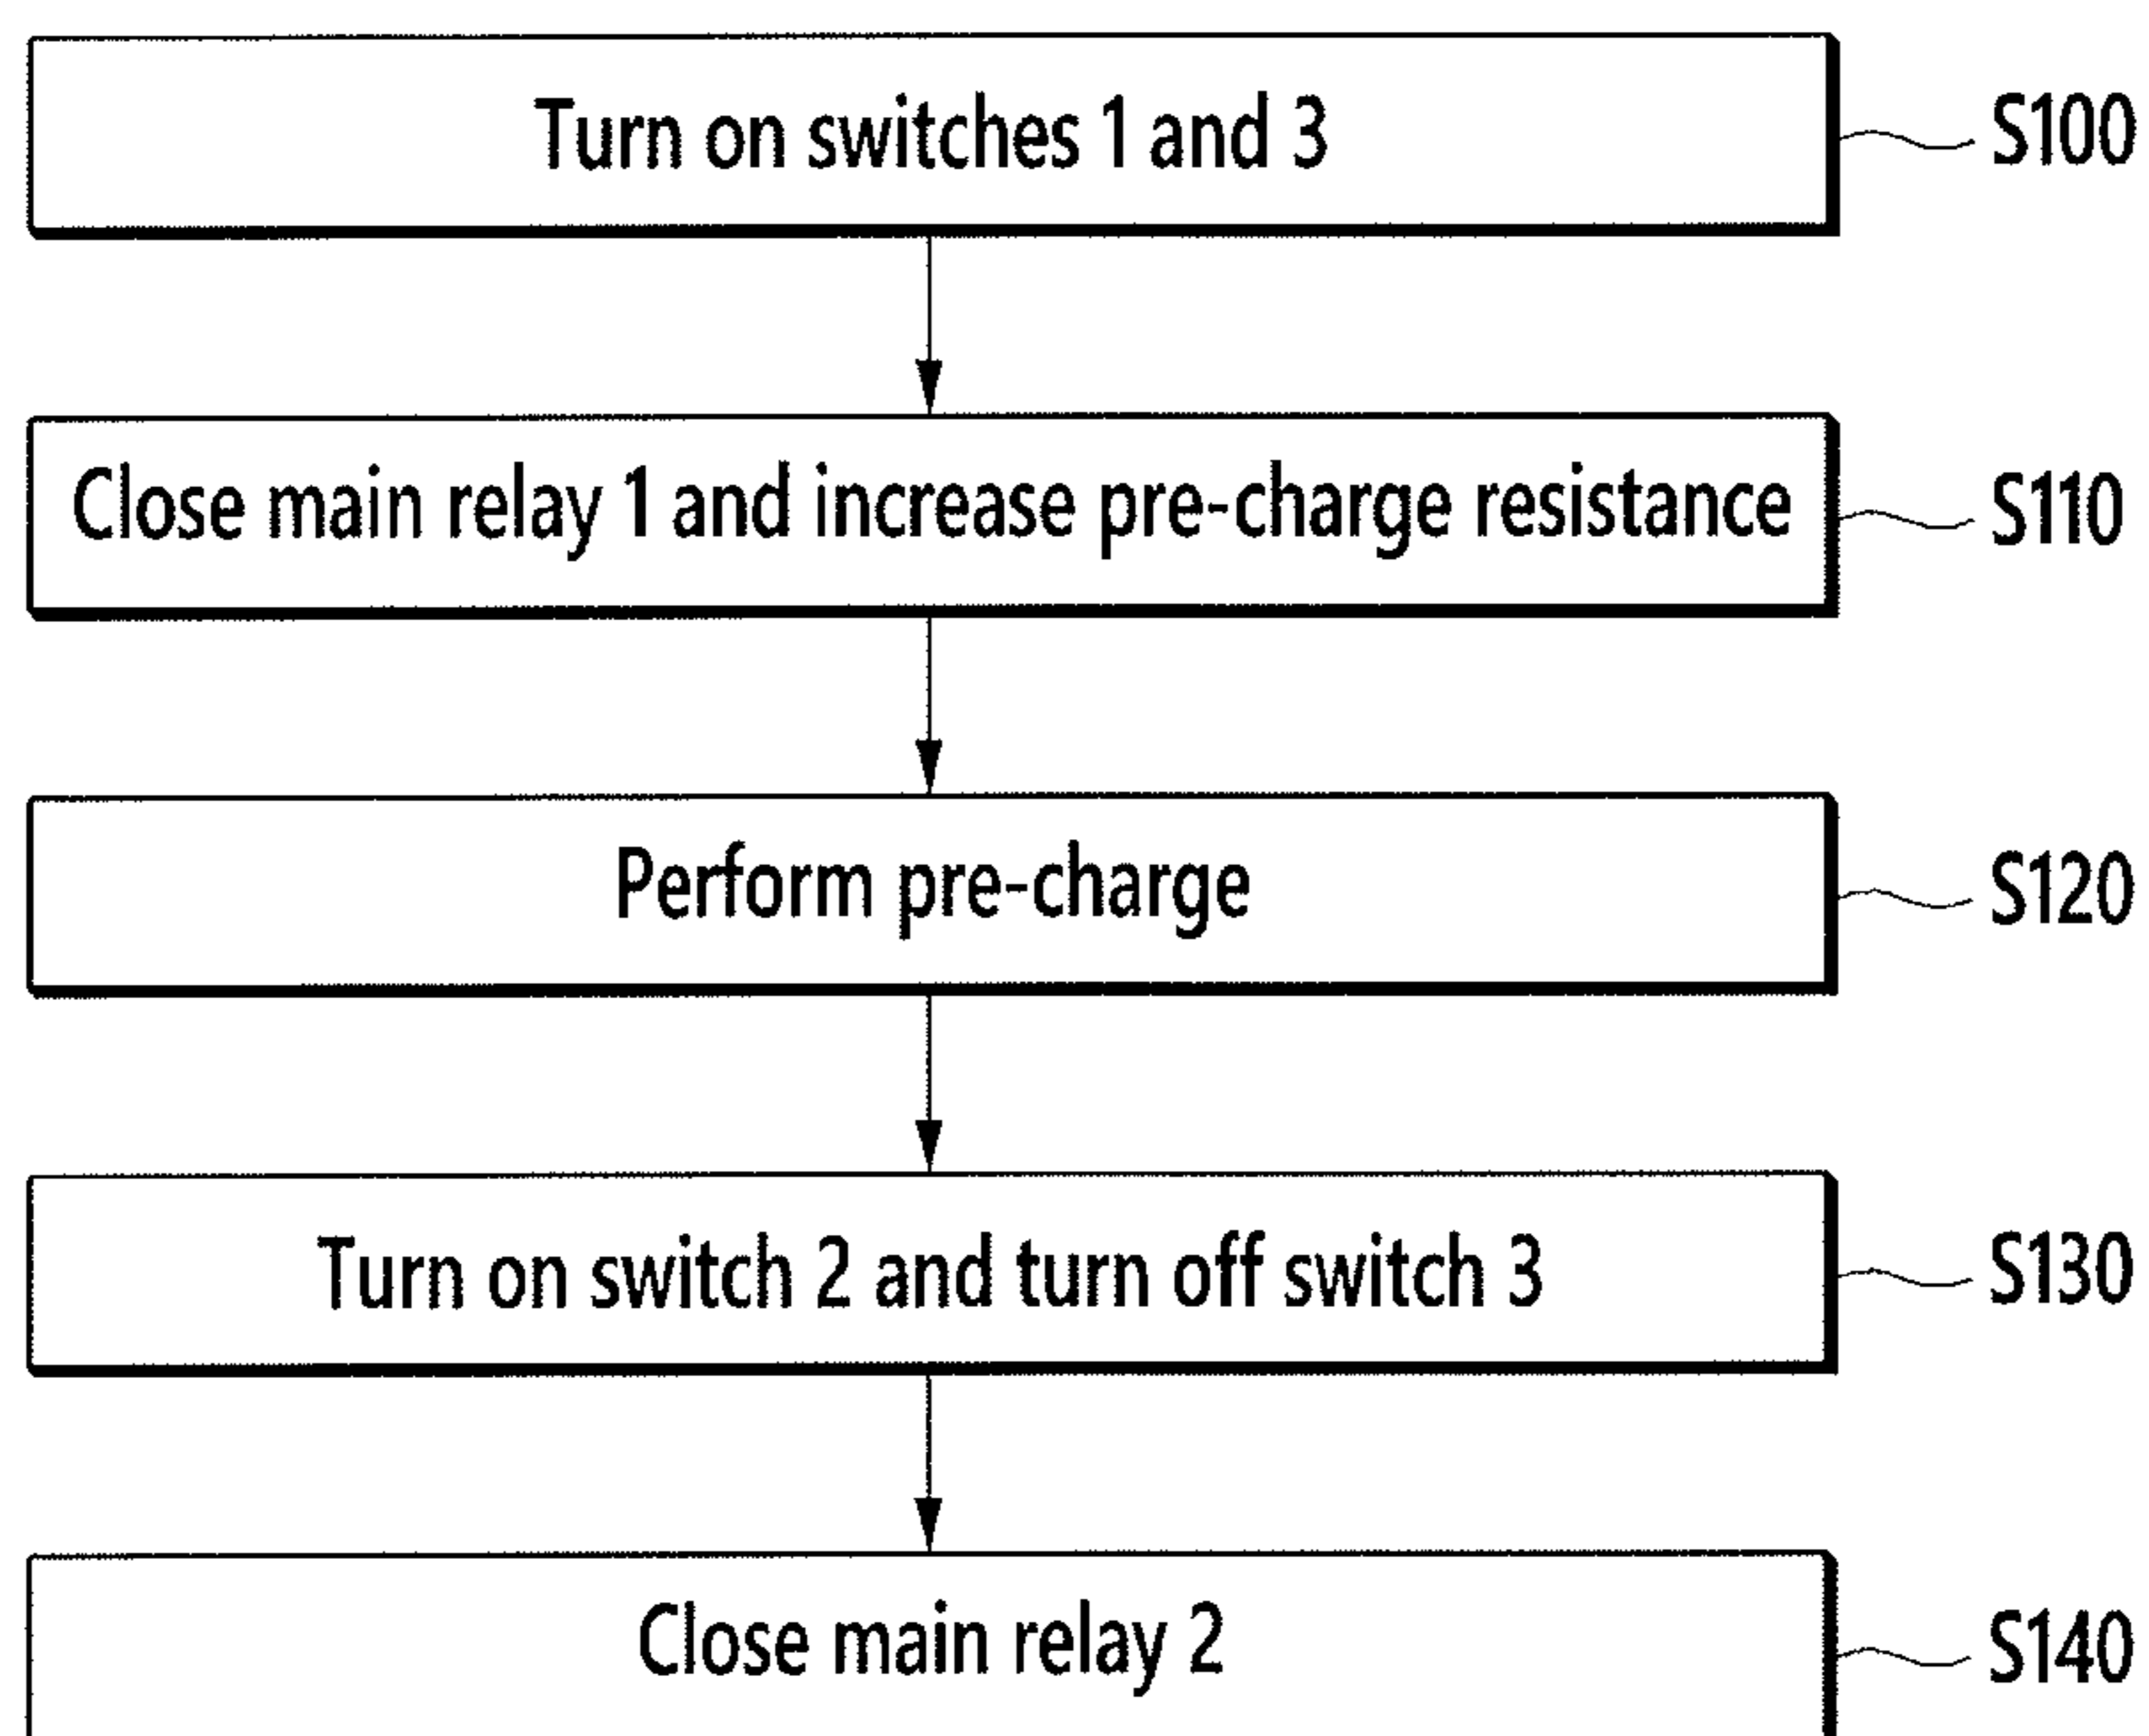 Turn on switches 1 and 3
S100
Close main relay 1 and increase pre-charge resistance
S110
Perform pre-charge
S120
Turn on switch 2 and turn off switch 3
S130
Close main relay 2
S140